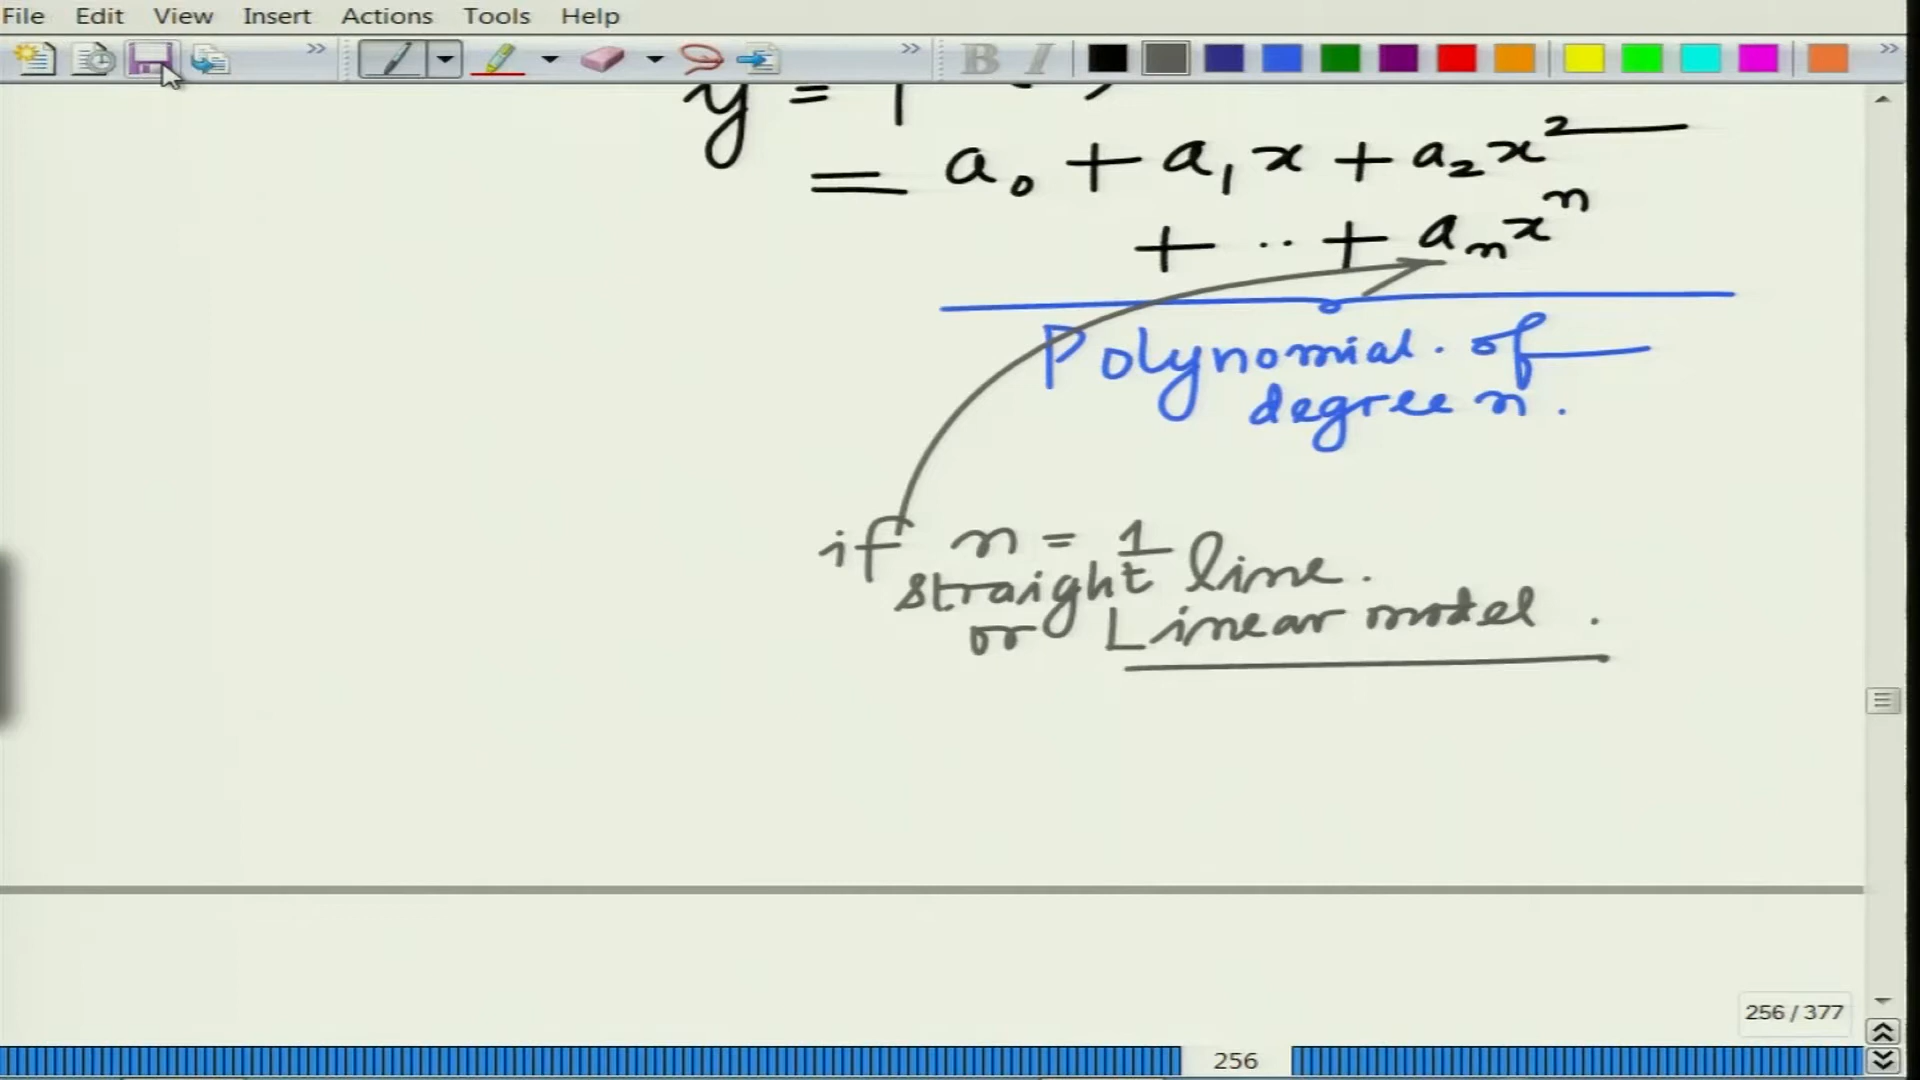 File Edit View Insert Actions Tools Help
B I
y =
= a₀ + a₁x + a₂x²
+ ·· + aₙxⁿ
Polynomial. of
degree n.
if n = 1
straight line.
or Linear model.
256 / 377
256